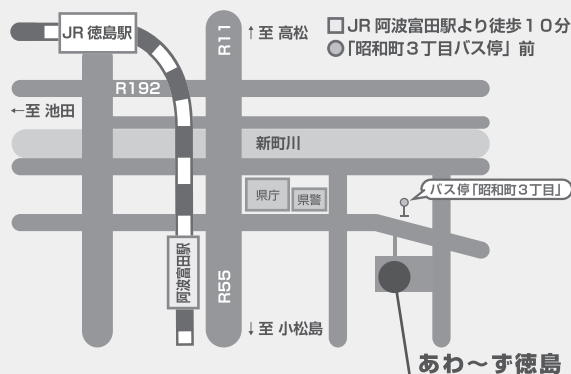 JR 徳島駅
R11
↑至 高松
□JR 阿波富田駅より徒歩10分
○「昭和町3丁目バス停」前
R192
←至 池田
新町川
県庁
県警
バス停「昭和町3丁目」
阿波富田駅
R55
↓至 小松島
あわ～ず徳島